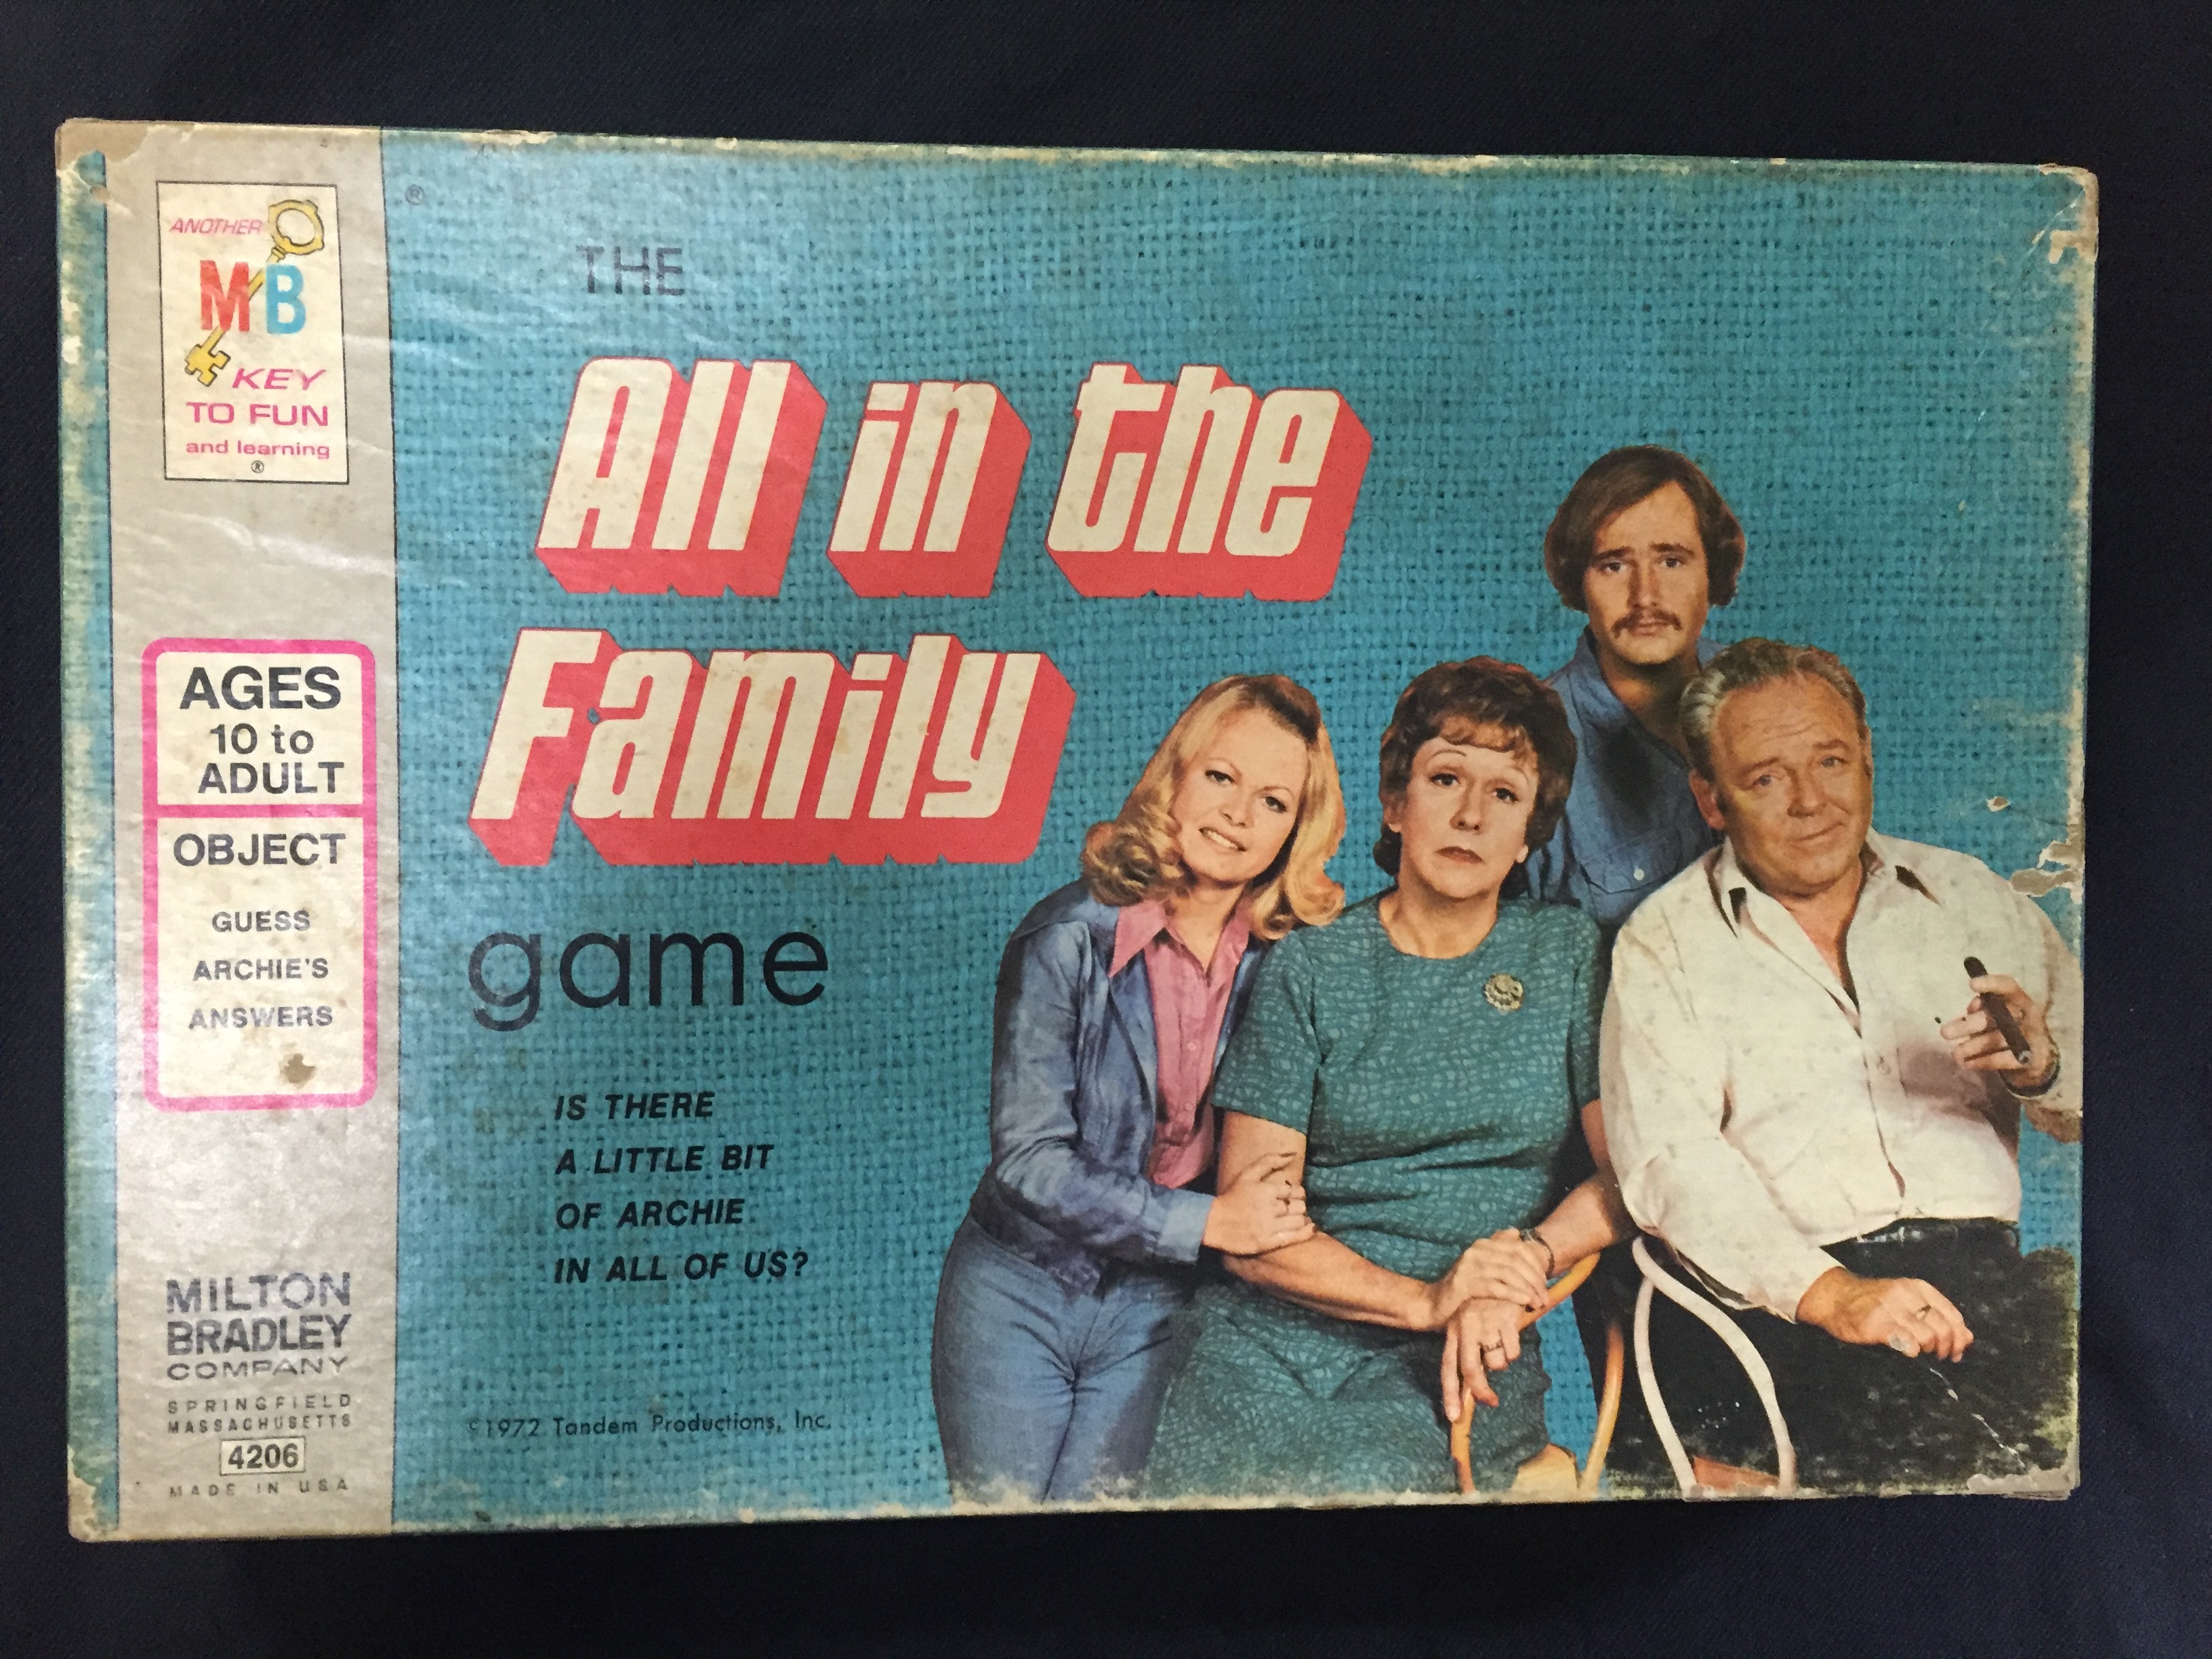 ANOTHER
MB
KEY
TO FUN
and learning
®
AGES
10 to
ADULT
OBJECT
GUESS
ARCHIE'S
ANSWERS
MILTON
BRADLEY
COMPANY
SPRINGFIELD
MASSACHUSETTS
4206
MADE IN USA
®
THE
All in the
Family
game
IS THERE
A LITTLE BIT
OF ARCHIE
IN ALL OF US?
©1972 Tandem Productions, Inc.